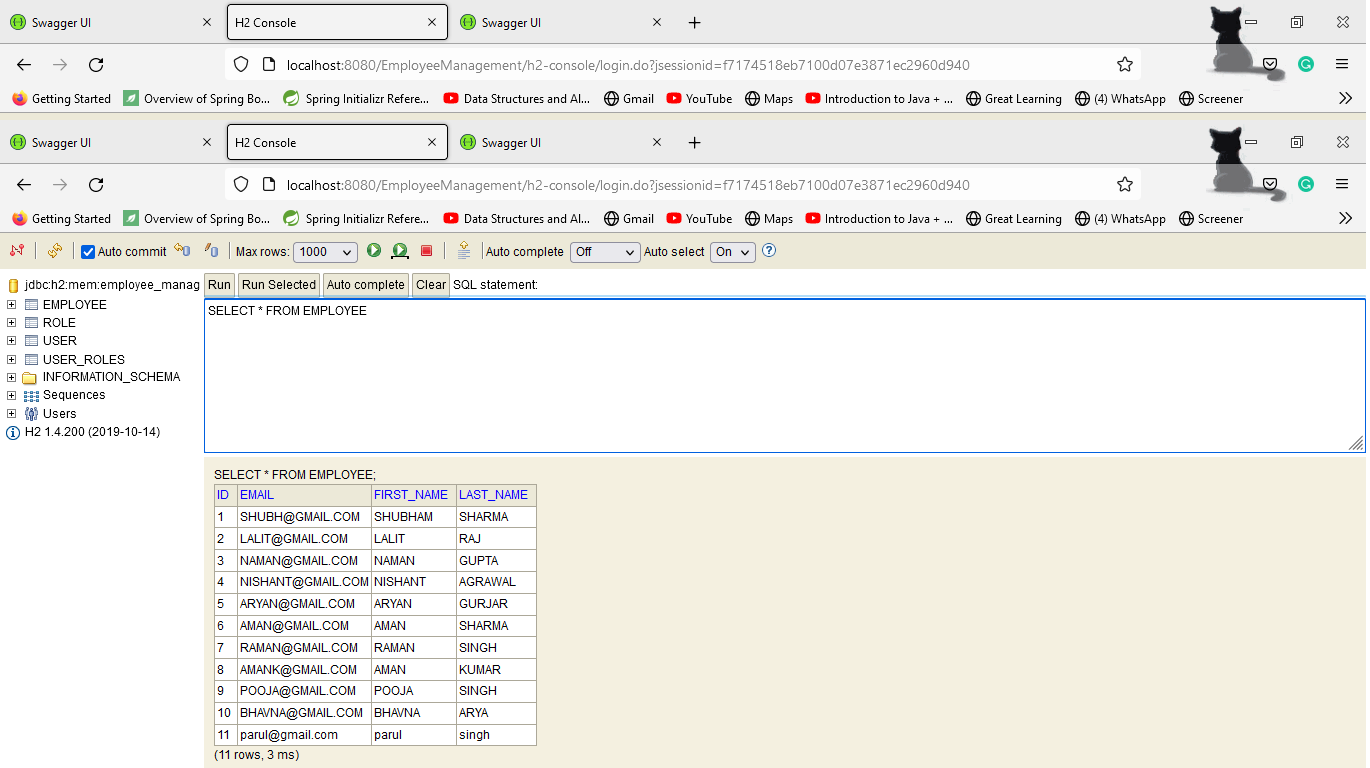 Swagger UI H2 Console Swagger UI
localhost:8080/EmployeeManagement/h2-console/login.do?jsessionid=f7174518eb7100d07e3871ec2960d940
Getting Started Overview of Spring Bo... Spring Initializr Refere... Data Structures and Al... Gmail YouTube Maps Introduction to Java + ... Great Learning (4) WhatsApp Screener
Swagger UI H2 Console Swagger UI
localhost:8080/EmployeeManagement/h2-console/login.do?jsessionid=f7174518eb7100d07e3871ec2960d940
Getting Started Overview of Spring Bo... Spring Initializr Refere... Data Structures and Al... Gmail YouTube Maps Introduction to Java + ... Great Learning (4) WhatsApp Screener
Auto commit Max rows: 1000 Auto complete Off Auto select On
jdbc:h2:mem:employee_manag Run Run Selected Auto complete Clear SQL statement:
EMPLOYEE
ROLE
USER
USER_ROLES
INFORMATION_SCHEMA
Sequences
Users
H2 1.4.200 (2019-10-14)
SELECT * FROM EMPLOYEE
SELECT * FROM EMPLOYEE;
ID EMAIL FIRST_NAME LAST_NAME
1 SHUBH@GMAIL.COM SHUBHAM SHARMA
2 LALIT@GMAIL.COM LALIT RAJ
3 NAMAN@GMAIL.COM NAMAN GUPTA
4 NISHANT@GMAIL.COM NISHANT AGRAWAL
5 ARYAN@GMAIL.COM ARYAN GURJAR
6 AMAN@GMAIL.COM AMAN SHARMA
7 RAMAN@GMAIL.COM RAMAN SINGH
8 AMANK@GMAIL.COM AMAN KUMAR
9 POOJA@GMAIL.COM POOJA SINGH
10 BHAVNA@GMAIL.COM BHAVNA ARYA
11 parul@gmail.com parul singh
(11 rows, 3 ms)